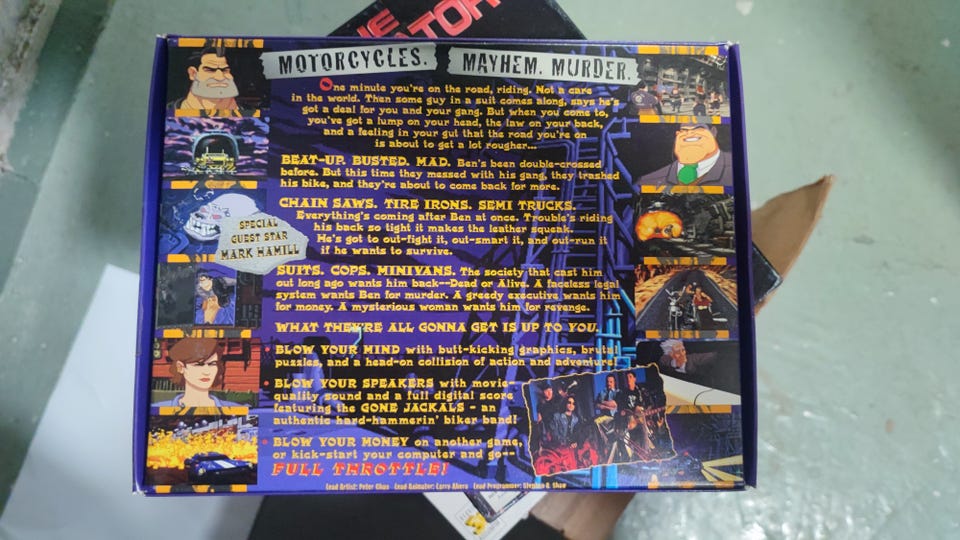 MOTORCYCLES. MAYHEM. MURDER.
One minute you're on the road, riding. Not a care
in the world. Then some guy in a suit comes along, says he's
got a deal for you and your gang. But when you come to,
you've got a lump on your head, the law on your back,
and a feeling in your gut that the road you're on
is about to get a lot rougher...
BEAT-UP. BUSTED. MAD. Ben's been double-crossed
before. But this time they messed with his gang, they trashed
his bike, and they're about to come back for more.
CHAIN SAWS. TIRE IRONS. SEMI TRUCKS.
Everything's coming after Ben at once. Trouble's riding
his back so tight it makes the leather squeak.
He's got to out-fight it, out-smart it, and out-run it
if he wants to survive.
SPECIAL
GUEST STAR
MARK HAMILL
SUITS. COPS. MINIVANS. The society that cast him
out long ago wants him back--Dead or Alive. A faceless legal
system wants Ben for murder. A greedy executive wants him
for money. A mysterious woman wants him for revenge.
WHAT THEY'RE ALL GONNA GET IS UP TO YOU.
• BLOW YOUR MIND with butt-kicking graphics, brutal
puzzles, and a head-on collision of action and adventure!
• BLOW YOUR SPEAKERS with movie-
quality sound and a full digital score
featuring the GONE JACKALS - an
authentic hard-hammerin' biker band!
• BLOW YOUR MONEY on another game,
or kick-start your computer and go--
FULL THROTTLE!
Lead Artist: Peter Chan Lead Animator: Larry Ahern Lead Programmer: Stephen R. Shaw